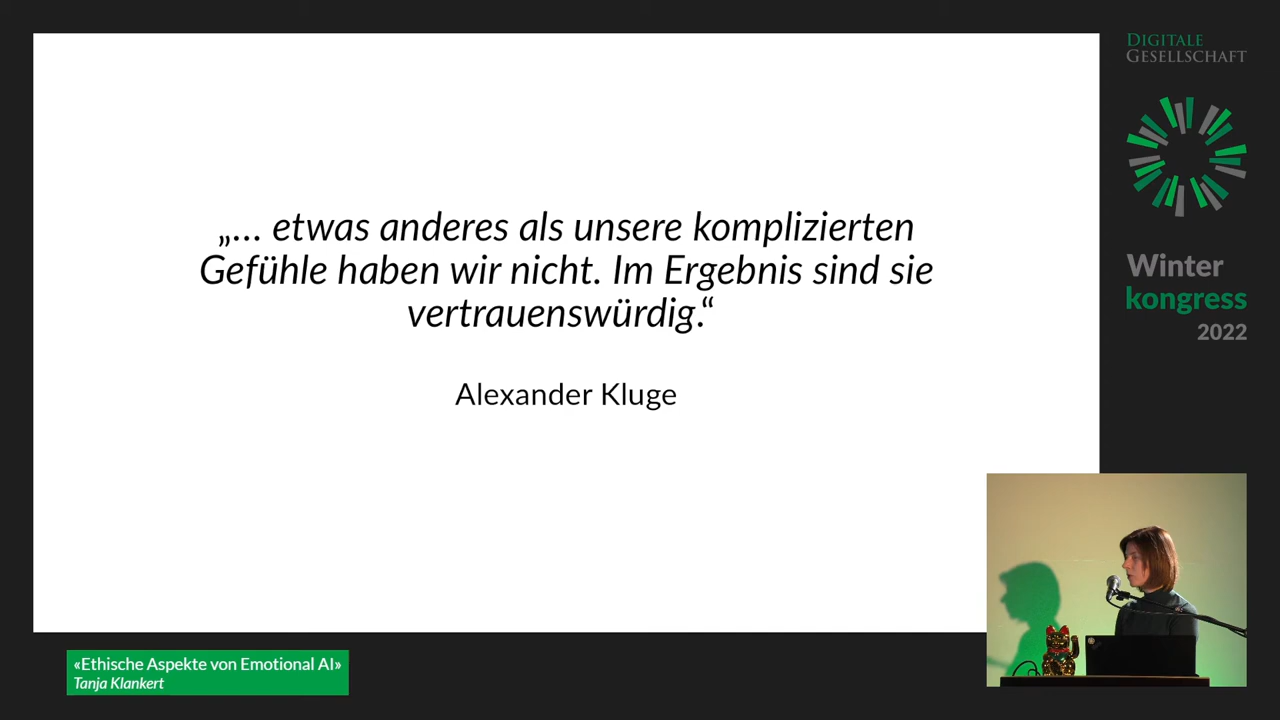 „… etwas anderes als unsere komplizierten
Gefühle haben wir nicht. Im Ergebnis sind sie
vertrauenswürdig.“
Alexander Kluge
DIGITALE
GESELLSCHAFT
Winter
kongress
2022
«Ethische Aspekte von Emotional AI»
Tanja Klankert